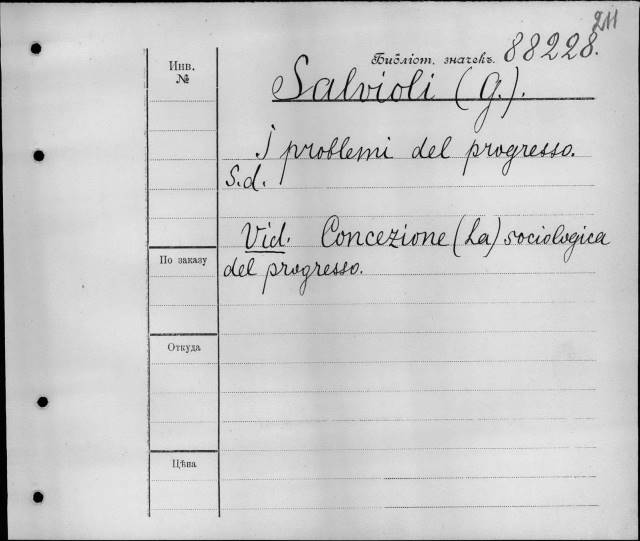 211
Инв.
№
Библіот. значекъ. 88228.
Salvioli (G.).
I problemi del progresso.
S.d.
Vid. Concezione (La) sociologica
del progresso.
По заказу
Откуда
Цѣна